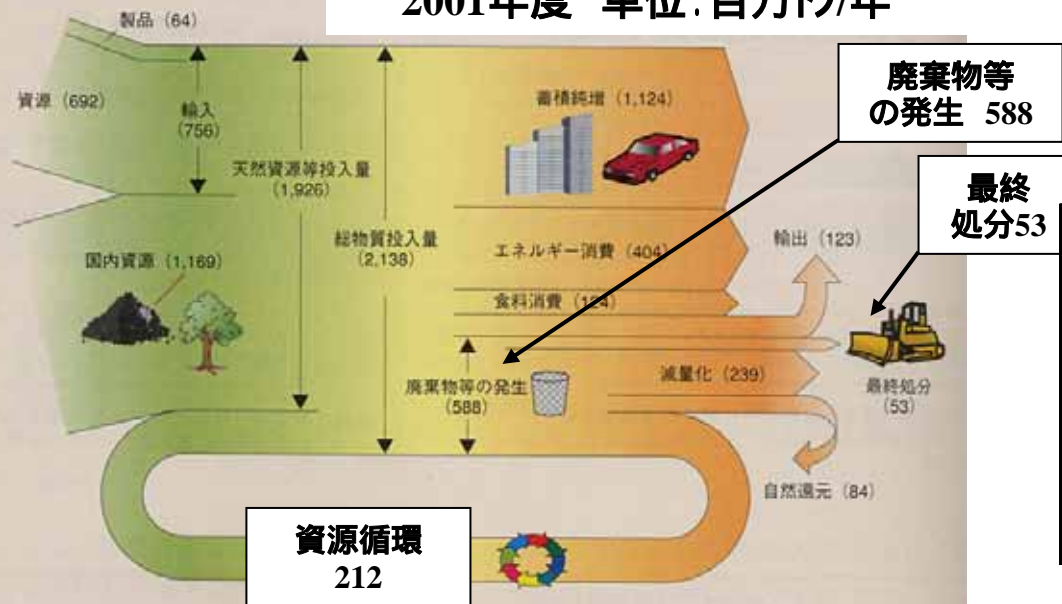 2001年度 単位:百万トン/年
製品 (64)
資源 (692)
輸入
(756)
天然資源等投入量
(1,926)
総物質投入量
(2,138)
国内資源 (1,169)
蓄積純増 (1,124)
エネルギー消費 (404)
食料消費 (124)
輸出 (123)
廃棄物等の発生
(588)
減量化 (239)
最終処分
(53)
自然還元 (84)
廃棄物等
の発生 588
最終
処分53
資源循環
212